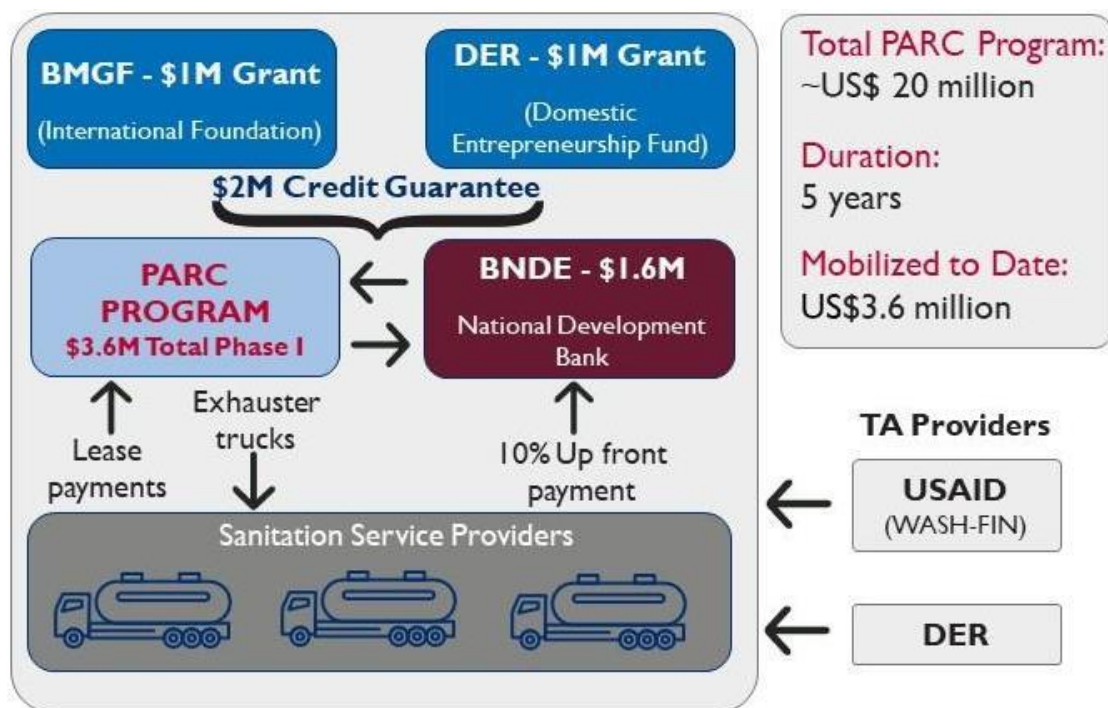 BMGF - $1M Grant
(International Foundation)
DER - $1M Grant
(Domestic
Entrepreneurship Fund)
$2M Credit Guarantee
PARC
PROGRAM
$3.6M Total Phase I
BNDE - $1.6M
National Development
Bank
Lease
payments
Exhauster
trucks
10% Up front
payment
Sanitation Service Providers
Total PARC Program:
~US$ 20 million
Duration:
5 years
Mobilized to Date:
US$3.6 million
TA Providers
USAID
(WASH-FIN)
DER